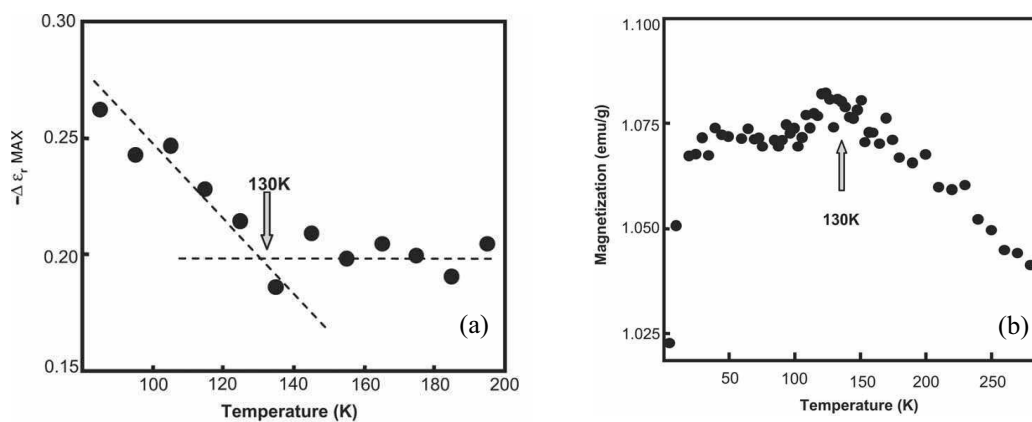 0.30
0.25
0.20
0.15
−Δ εr MAX
130K
(a)
100 120 140 160 180 200
Temperature (K)
1.100
1.075
1.050
1.025
Magnetization (emu/g)
130K
(b)
50 100 150 200 250
Temperature (K)